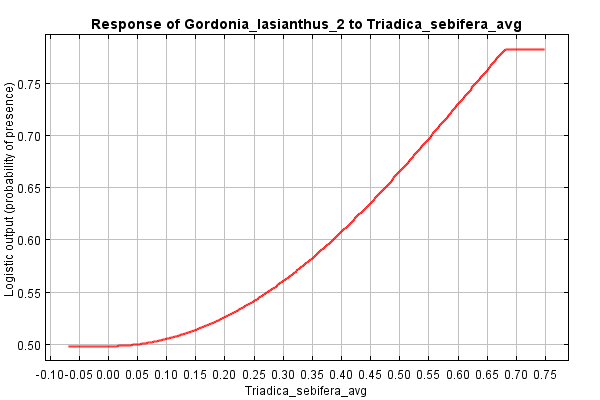 Response of Gordonia_lasianthus_2 to Triadica_sebifera_avg
Logistic output (probability of presence)
0.75
0.70
0.65
0.60
0.55
0.50
-0.10 -0.05 0.00 0.05 0.10 0.15 0.20 0.25 0.30 0.35 0.40 0.45 0.50 0.55 0.60 0.65 0.70 0.75
Triadica_sebifera_avg